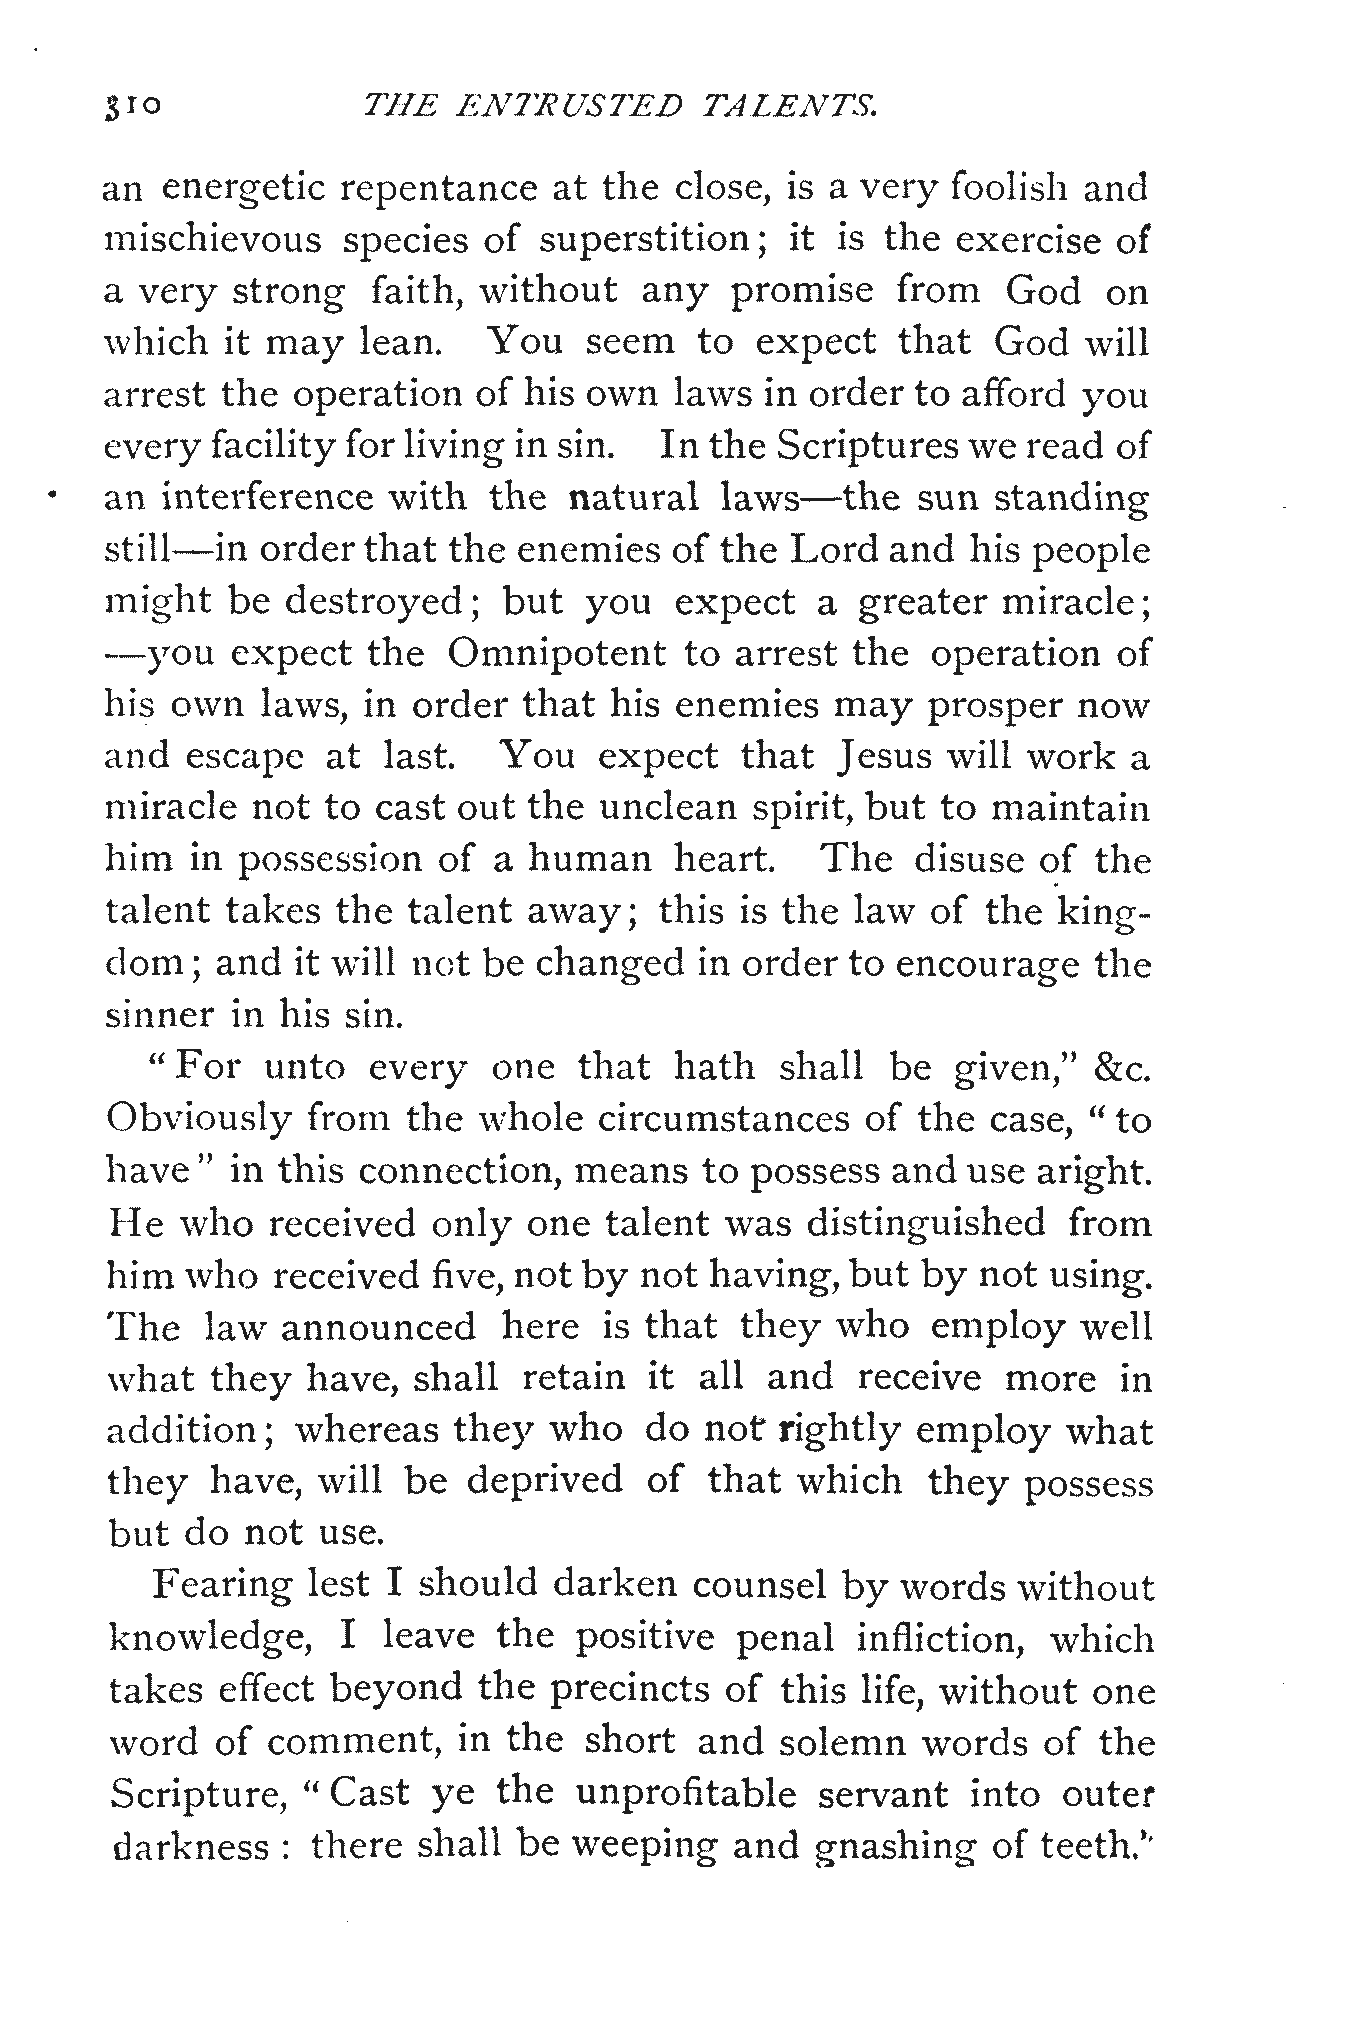 310 THE ENTRUSTED TALENTS.
an energetic repentance at the close, is a very foolish and
mischievous species of superstition; it is the exercise of
a very strong faith, without any promise from God on
which it may lean. You seem to expect that God will
arrest the operation of his own laws in order to afford you
every facility for living in sin. In the Scriptures we read of
an interference with the natural laws—the sun standing
still—in order that the enemies of the Lord and his people
might be destroyed; but you expect a greater miracle;
—you expect the Omnipotent to arrest the operation of
his own laws, in order that his enemies may prosper now
and escape at last. You expect that Jesus will work a
miracle not to cast out the unclean spirit, but to maintain
him in possession of a human heart. The disuse of the
talent takes the talent away; this is the law of the king-
dom; and it will not be changed in order to encourage the
sinner in his sin.
"For unto every one that hath shall be given," &c.
Obviously from the whole circumstances of the case, "to
have" in this connection, means to possess and use aright.
He who received only one talent was distinguished from
him who received five, not by not having, but by not using.
The law announced here is that they who employ well
what they have, shall retain it all and receive more in
addition; whereas they who do not rightly employ what
they have, will be deprived of that which they possess
but do not use.
Fearing lest I should darken counsel by words without
knowledge, I leave the positive penal infliction, which
takes effect beyond the precincts of this life, without one
word of comment, in the short and solemn words of the
Scripture, "Cast ye the unprofitable servant into outer
darkness : there shall be weeping and gnashing of teeth."